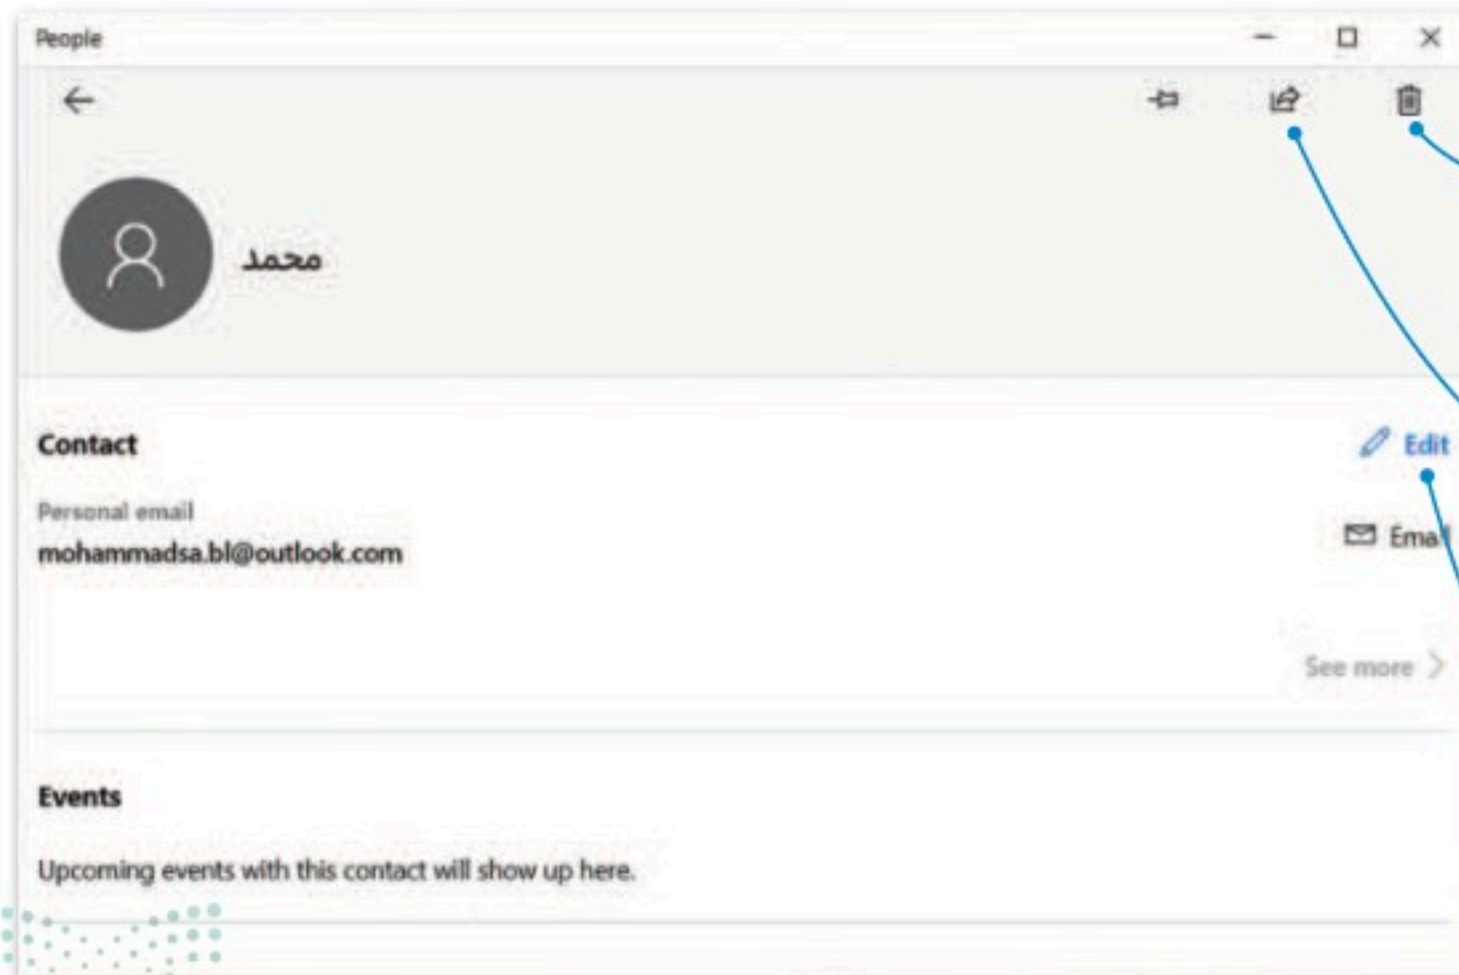 People
محمد
Contact
Edit
Personal email
mohammadsa.bl@outlook.com
Email
See more
Events
Upcoming events with this contact will show up here.